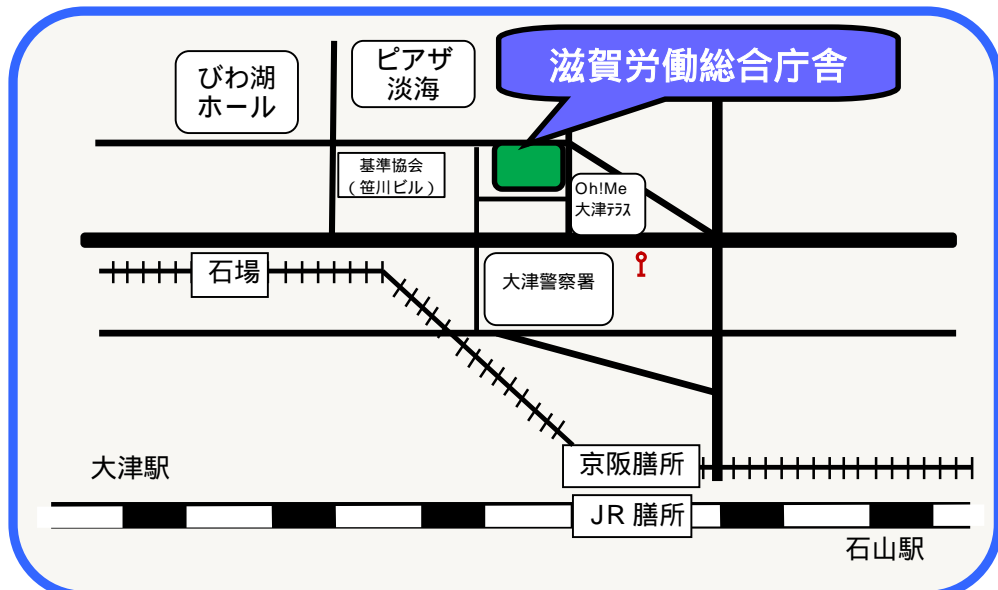 滋賀労働総合庁舎
びわ湖
ホール
ピアザ
淡海
基準協会
（笹川ビル）
Oh!Me
大津ﾃﾗｽ
石場
大津警察署
京阪膳所
大津駅
JR 膳所
石山駅